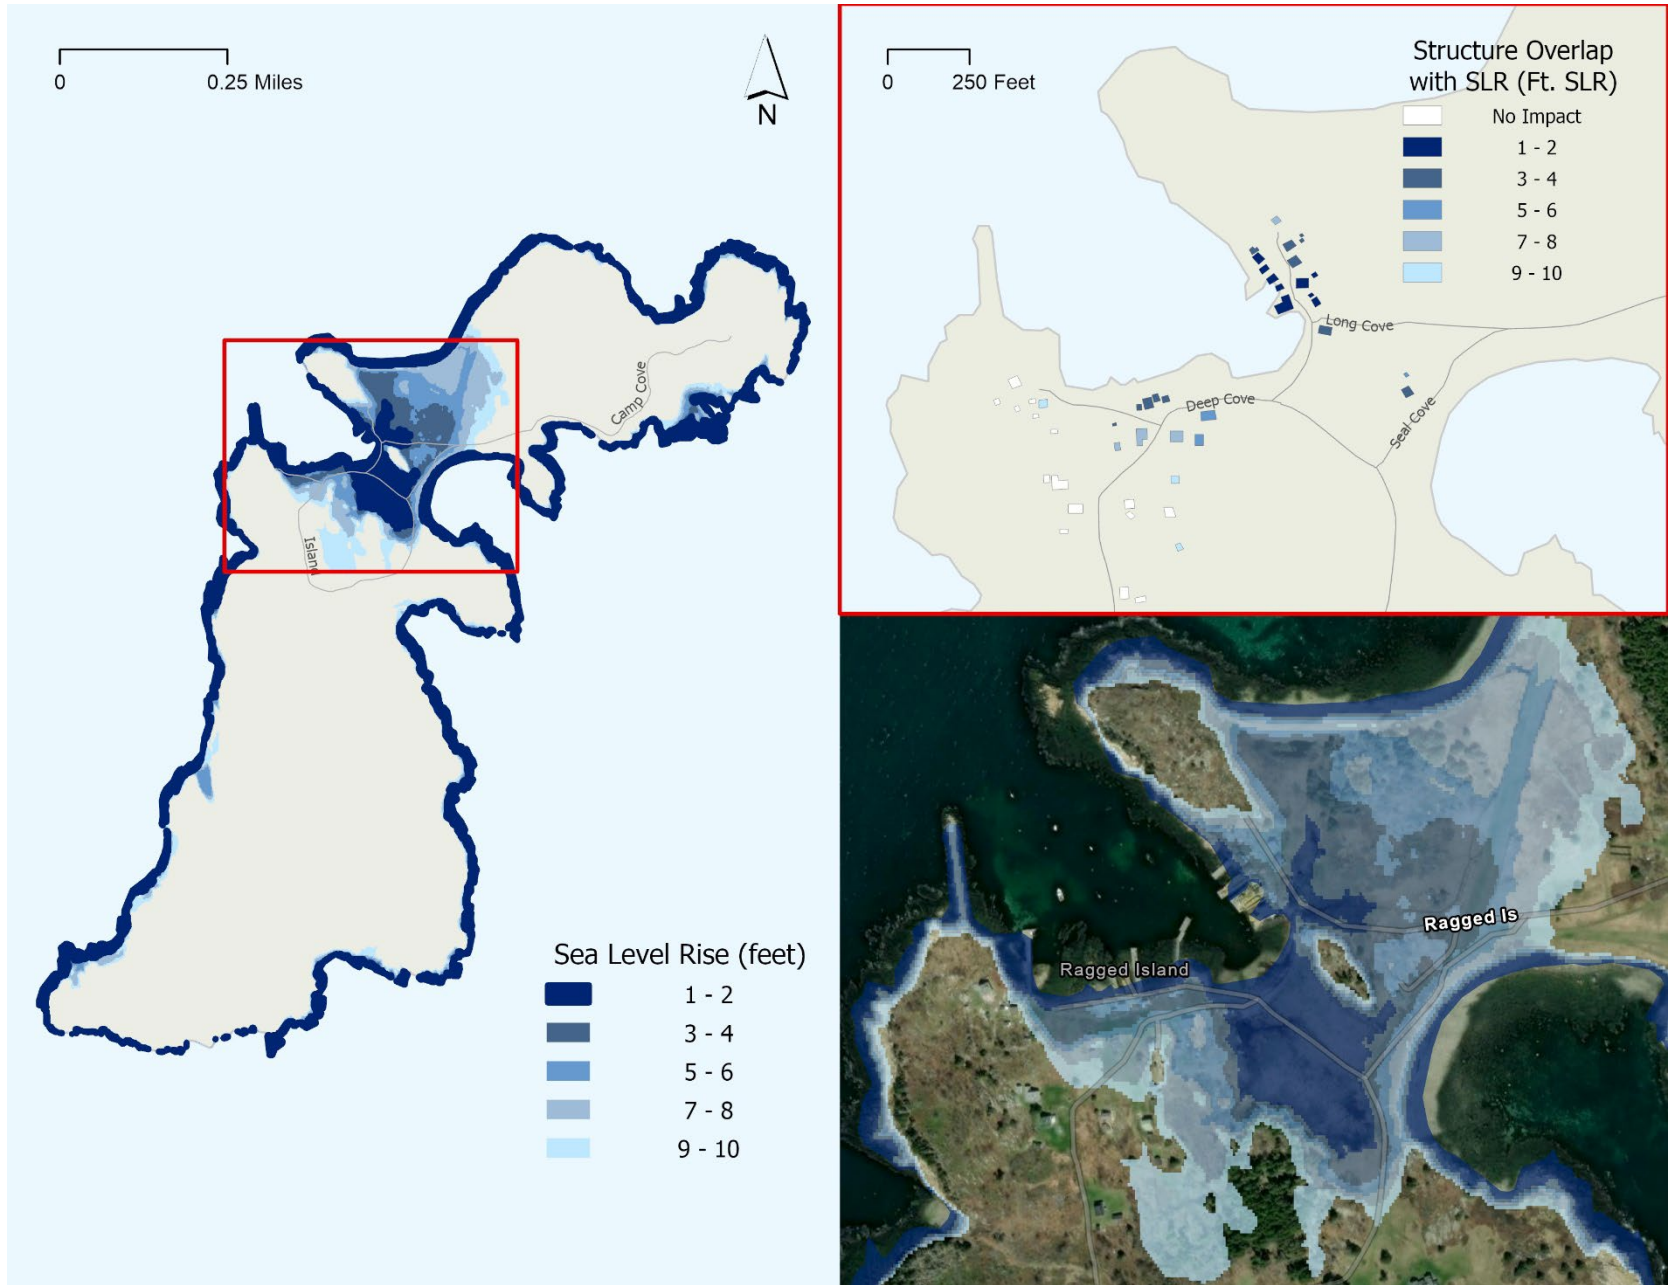 0 0.25 Miles
N
Camp Cove
Island
Sea Level Rise (feet)
1 - 2
3 - 4
5 - 6
7 - 8
9 - 10
0 250 Feet
Structure Overlap
with SLR (Ft. SLR)
No Impact
1 - 2
3 - 4
5 - 6
7 - 8
9 - 10
Long Cove
Deep Cove
Seal Cove
Ragged Is
Ragged Island